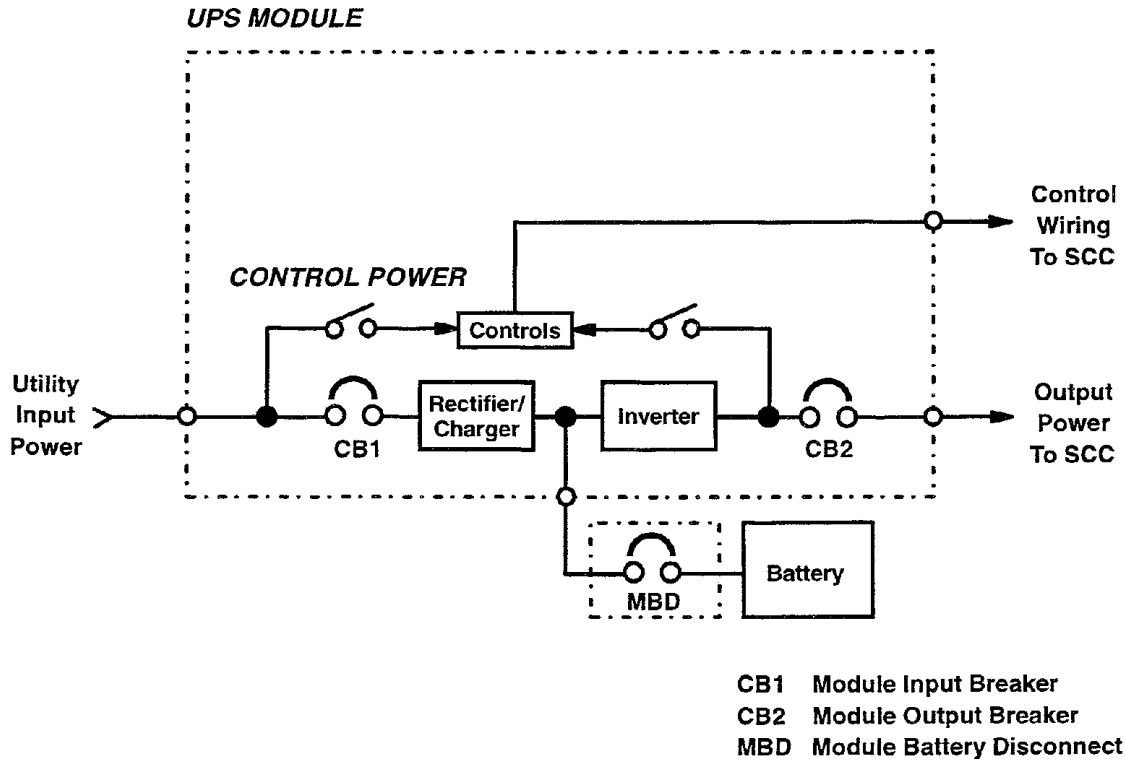 UPS MODULE
Control
Wiring
To SCC
CONTROL POWER
Controls
Utility
Input
Power
CB1
Rectifier/
Charger
Inverter
CB2
Output
Power
To SCC
MBD
Battery
CB1 Module Input Breaker
CB2 Module Output Breaker
MBD Module Battery Disconnect